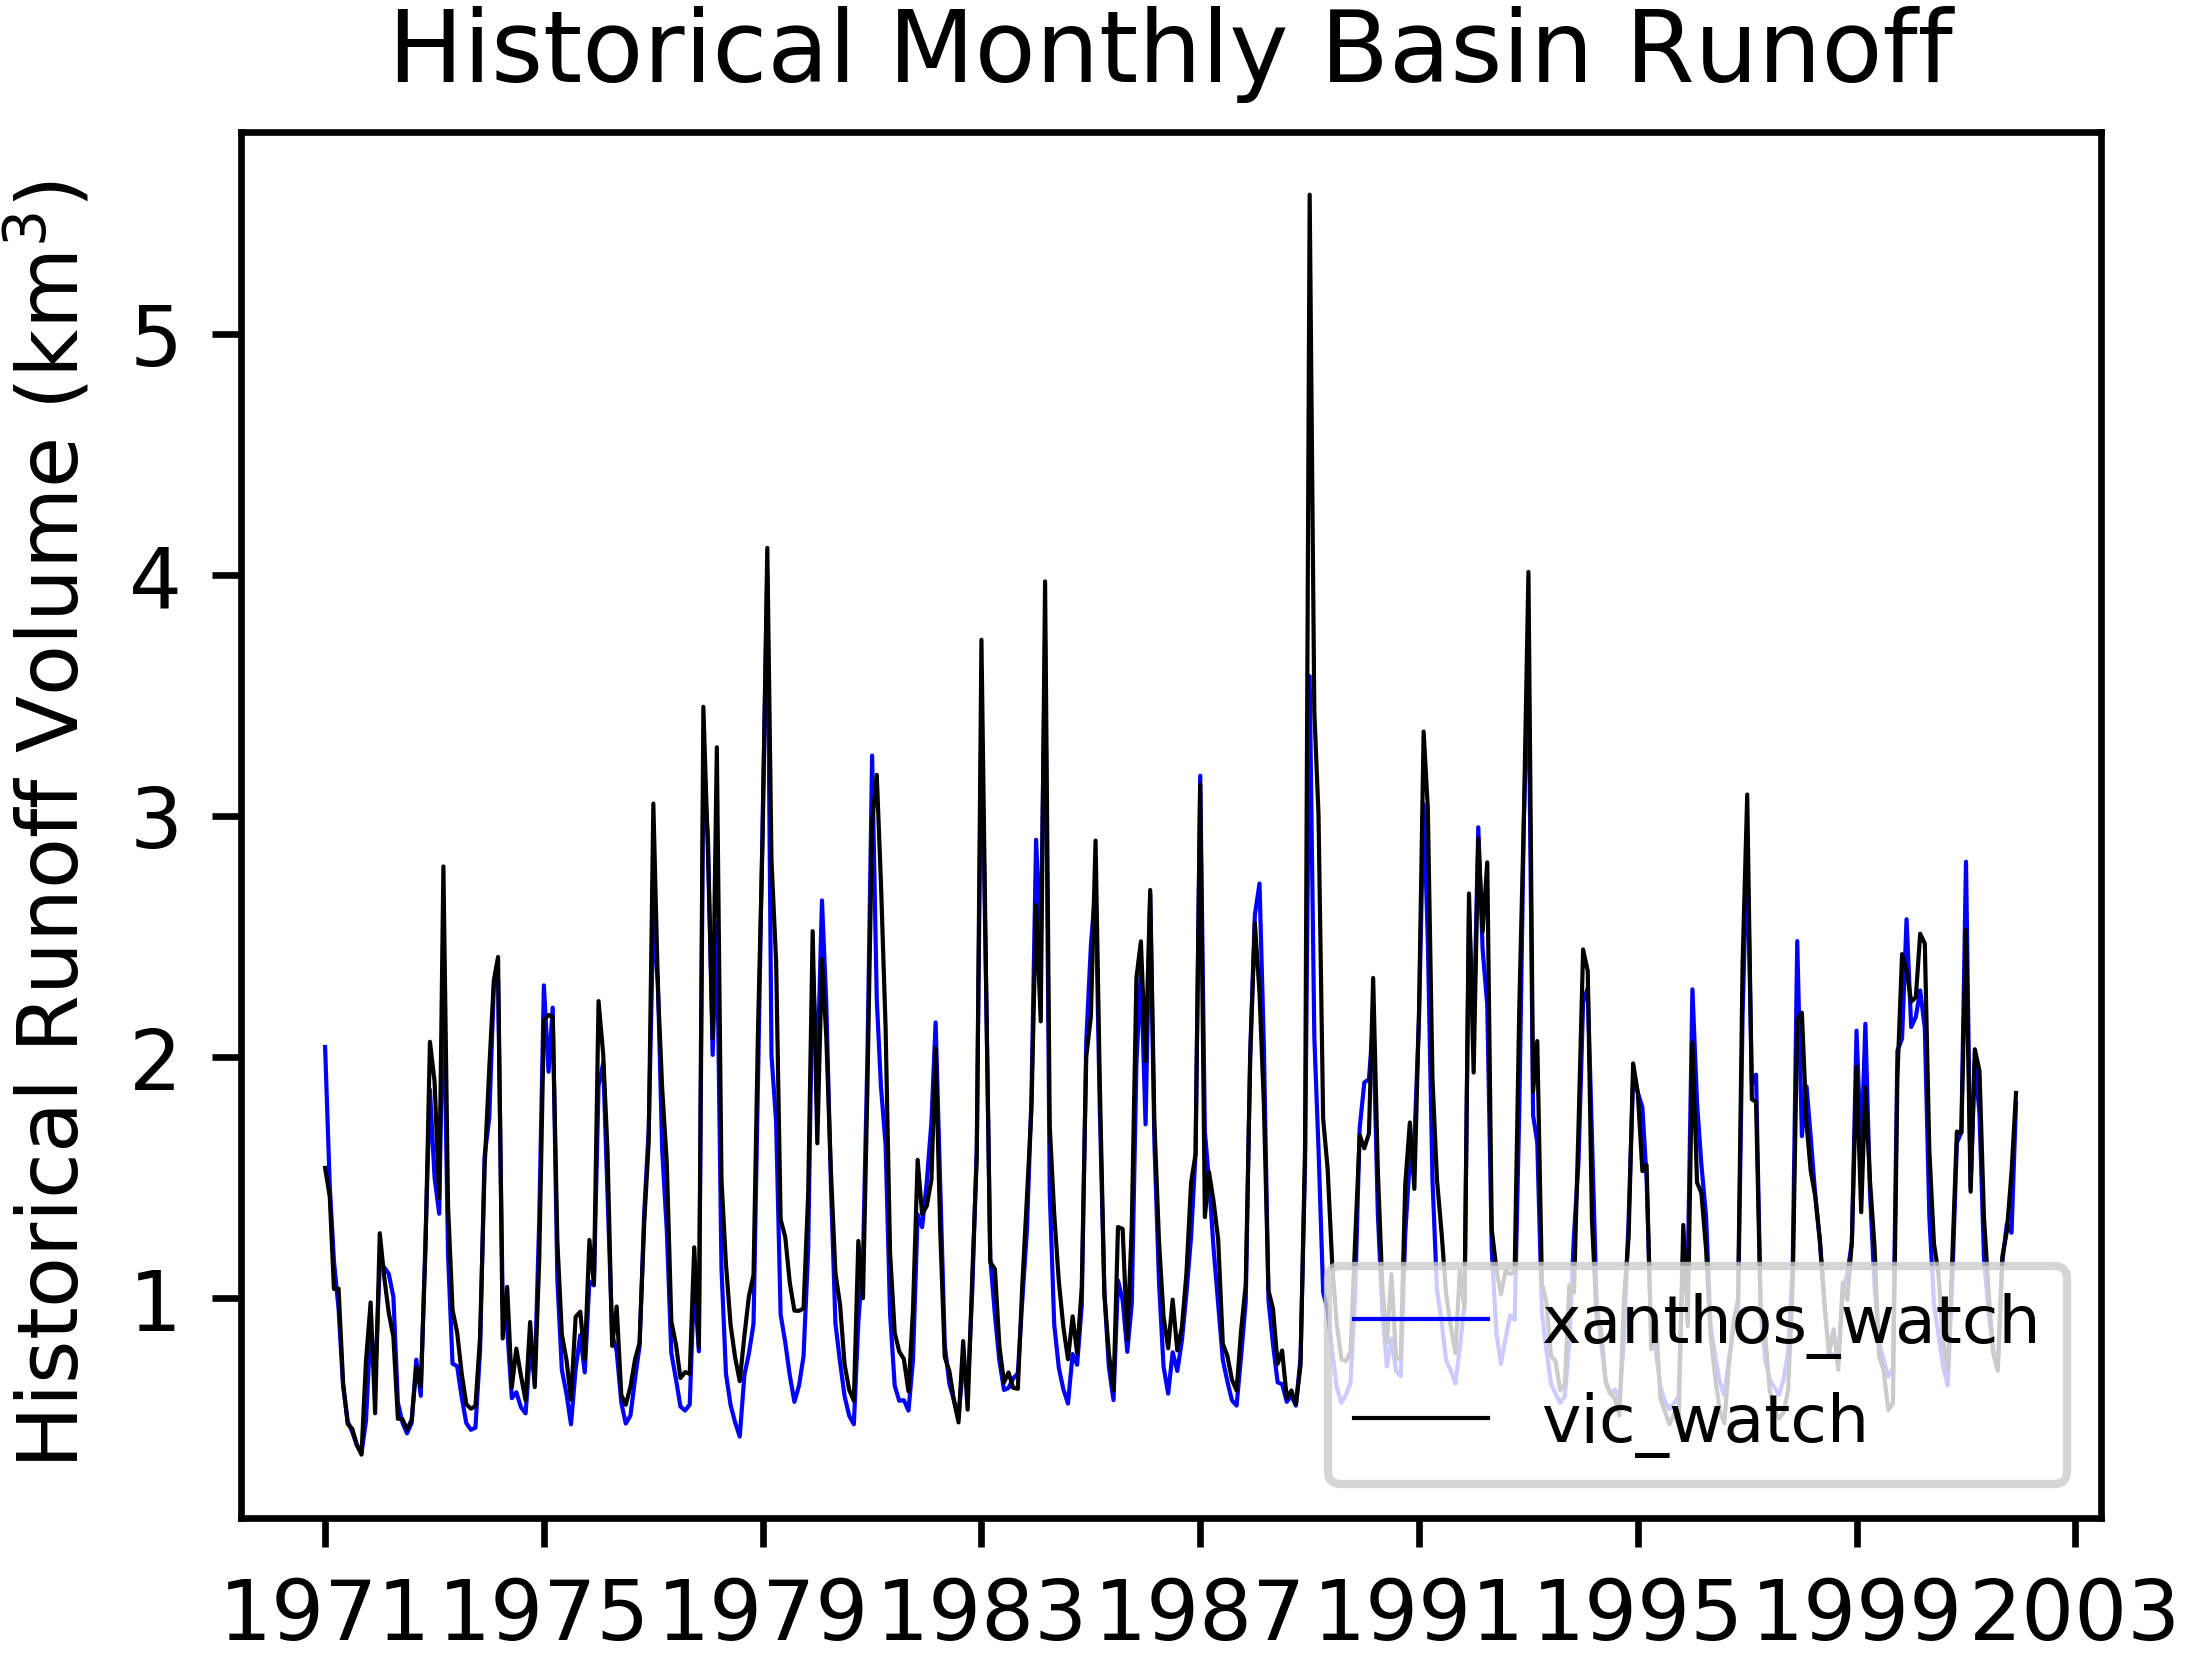 Historical Monthly Basin Runoff
Historical Runoff Volume (km³)
5
4
3
2
1
xanthos_watch
vic_watch
1971 1975 1979 1983 1987 1991 1995 1999 2003